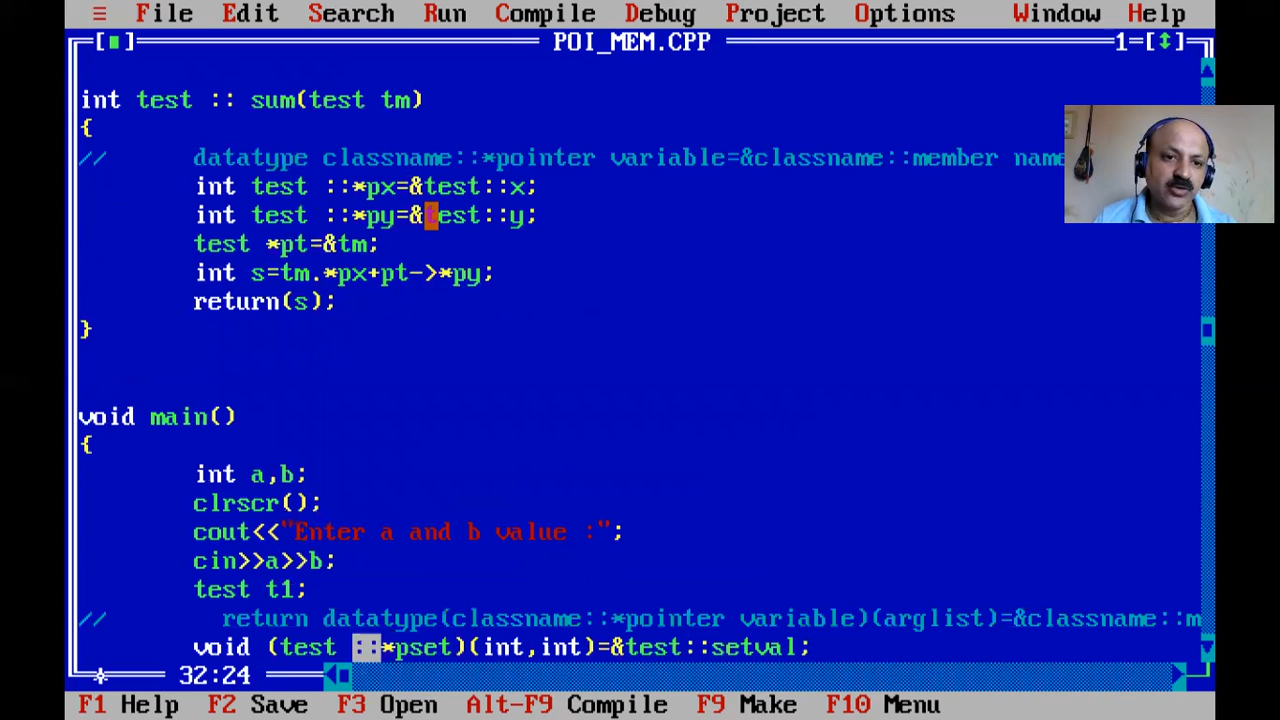 ≡ File Edit Search Run Compile Debug Project Options Window Help
[■] POI_MEM.CPP 1=[↕]
int test :: sum(test tm)
{
// datatype classname::*pointer variable=&classname::member name
int test ::*px=&test::x;
int test ::*py=&test::y;
test *pt=&tm;
int s=tm.*px+pt->*py;
return(s);
}
void main()
{
int a,b;
clrscr();
cout<<"Enter a and b value :";
cin>>a>>b;
test t1;
// return datatype(classname::*pointer variable)(arglist)=&classname::m
void (test ::*pset)(int,int)=&test::setval;
32:24
F1 Help F2 Save F3 Open Alt-F9 Compile F9 Make F10 Menu